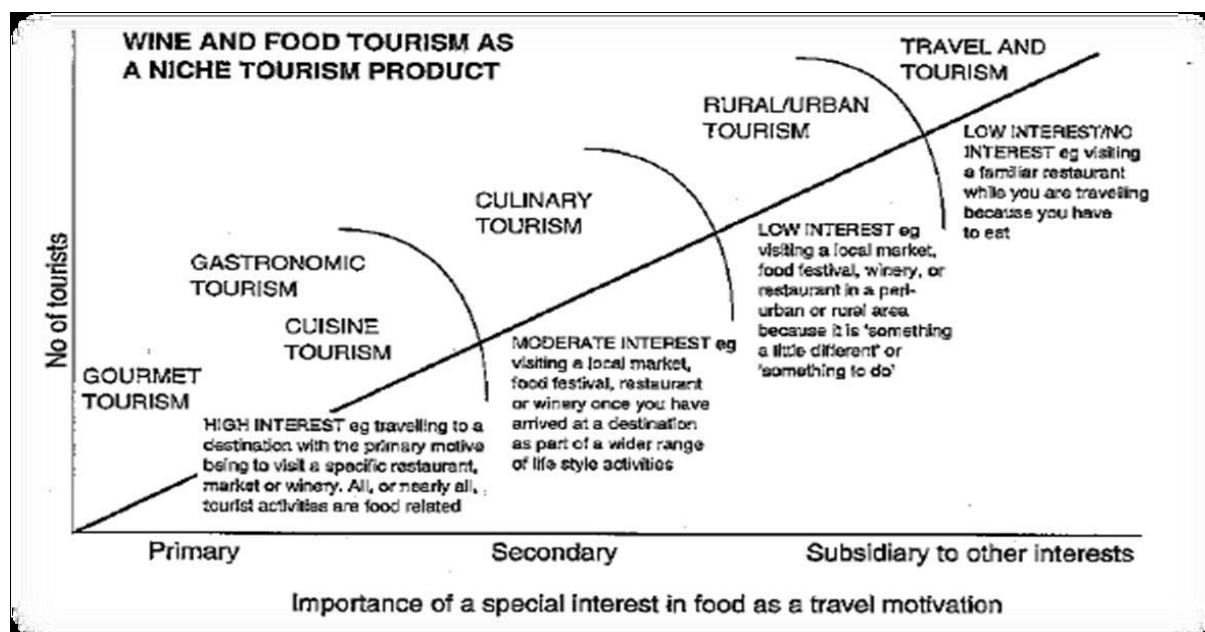 WINE AND FOOD TOURISM AS
A NICHE TOURISM PRODUCT
TRAVEL AND
TOURISM
RURAL/URBAN
TOURISM
LOW INTEREST/NO
INTEREST eg visiting
a familiar restaurant
while you are travelling
because you have
to eat
CULINARY
TOURISM
LOW INTEREST eg
visiting a local market,
food festival, winery, or
restaurant in a peri-
urban or rural area
because it is 'something
a little different' or
'something to do'
GASTRONOMIC
TOURISM
CUISINE
TOURISM
MODERATE INTEREST eg
visiting a local market,
food festival, restaurant
or winery once you have
arrived at a destination
as part of a wider range
of life style activities
GOURMET
TOURISM
HIGH INTEREST eg travelling to a
destination with the primary motive
being to visit a specific restaurant,
market or winery. All, or nearly all,
tourist activities are food related
No of tourists
Primary
Secondary
Subsidiary to other interests
Importance of a special interest in food as a travel motivation